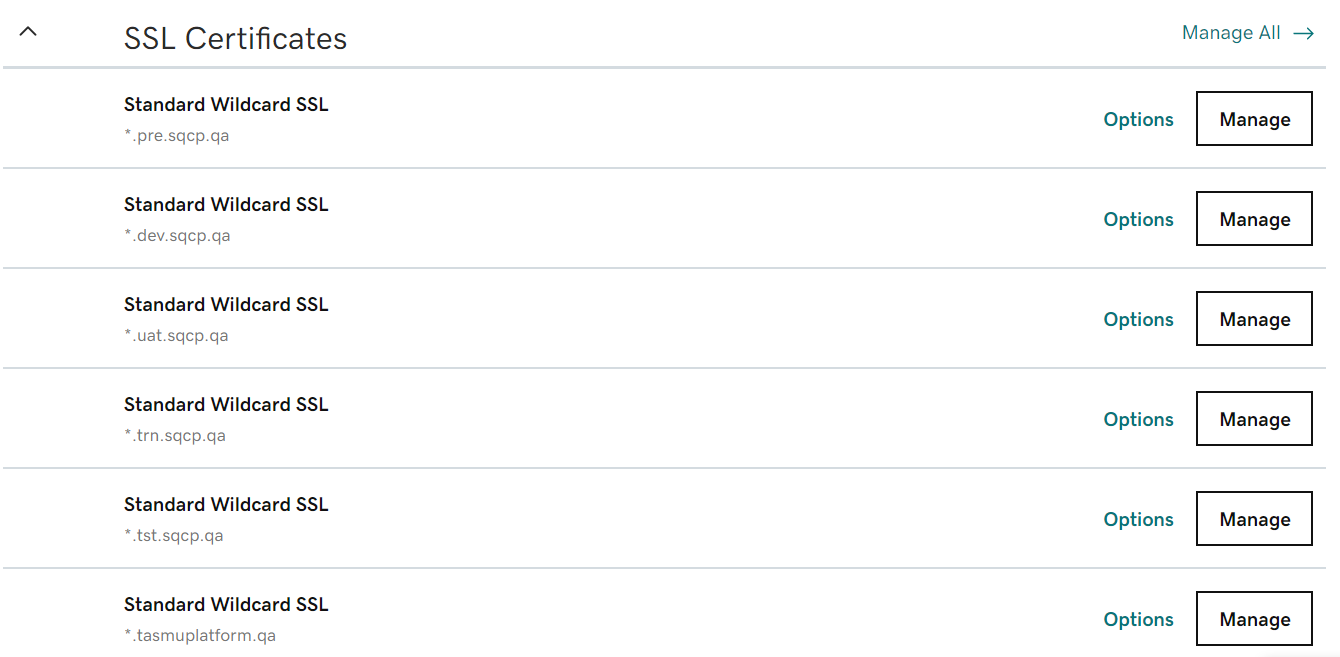 SSL Certificates
Manage All →
Standard Wildcard SSL
*.pre.sqcp.qa
Options
Manage
Standard Wildcard SSL
*.dev.sqcp.qa
Options
Manage
Standard Wildcard SSL
*.uat.sqcp.qa
Options
Manage
Standard Wildcard SSL
*.trn.sqcp.qa
Options
Manage
Standard Wildcard SSL
*.tst.sqcp.qa
Options
Manage
Standard Wildcard SSL
*.tasmuplatform.qa
Options
Manage